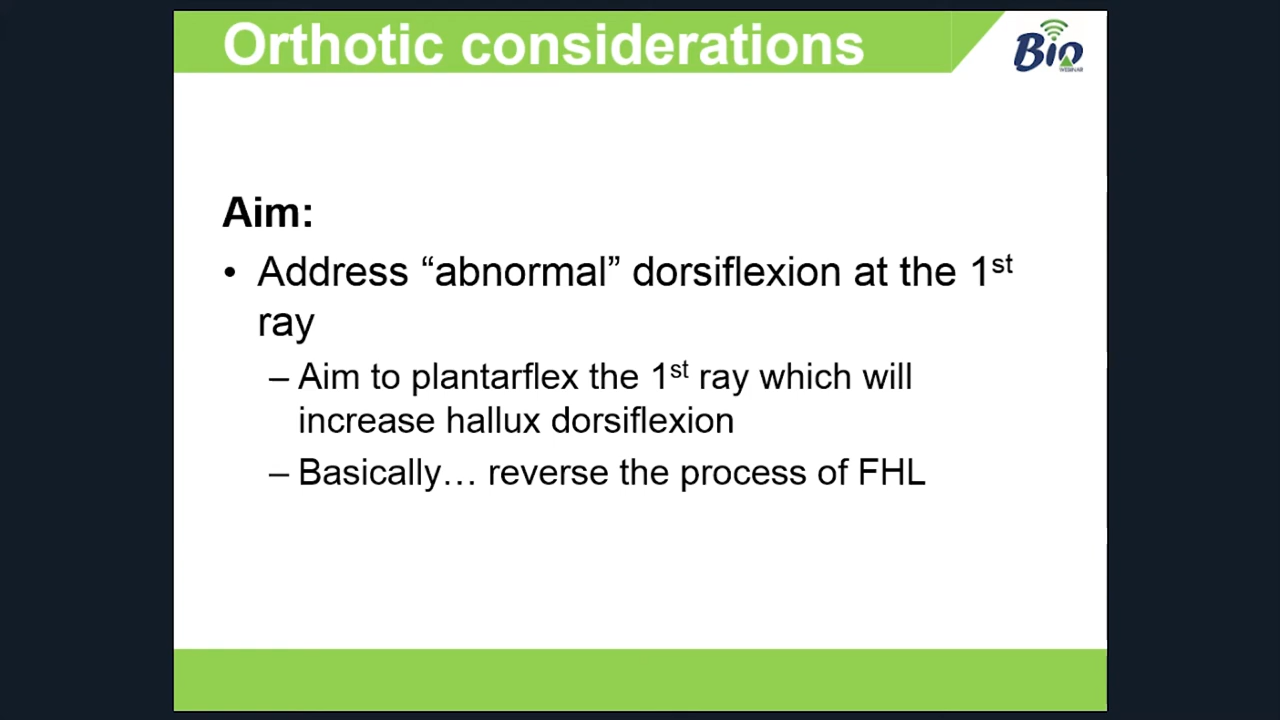 Orthotic considerations
Bio
WEBINAR
Aim:
• Address “abnormal” dorsiflexion at the 1st
ray
– Aim to plantarflex the 1st ray which will
increase hallux dorsiflexion
– Basically… reverse the process of FHL